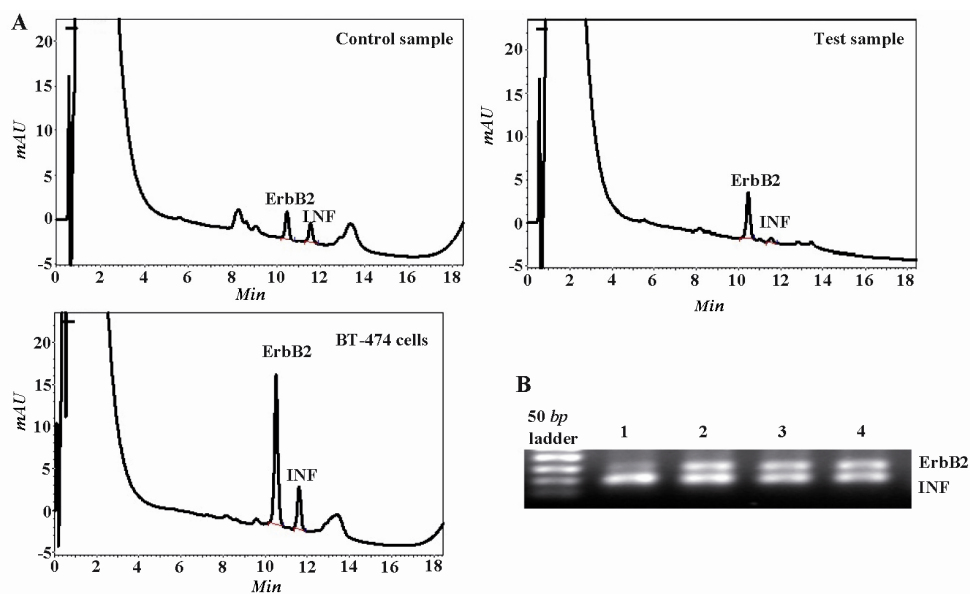 A
Control sample
mAU
20
15
10
5
0
-5
ErbB2
INF
0 2 4 6 8 10 12 14 16 18
Min
Test sample
mAU
20
15
10
5
0
-5
ErbB2
INF
0 2 4 6 8 10 12 14 16 18
Min
BT-474 cells
mAU
20
15
10
5
0
-5
ErbB2
INF
0 2 4 6 8 10 12 14 16 18
Min
B
50 bp
ladder
1 2 3 4
ErbB2
INF